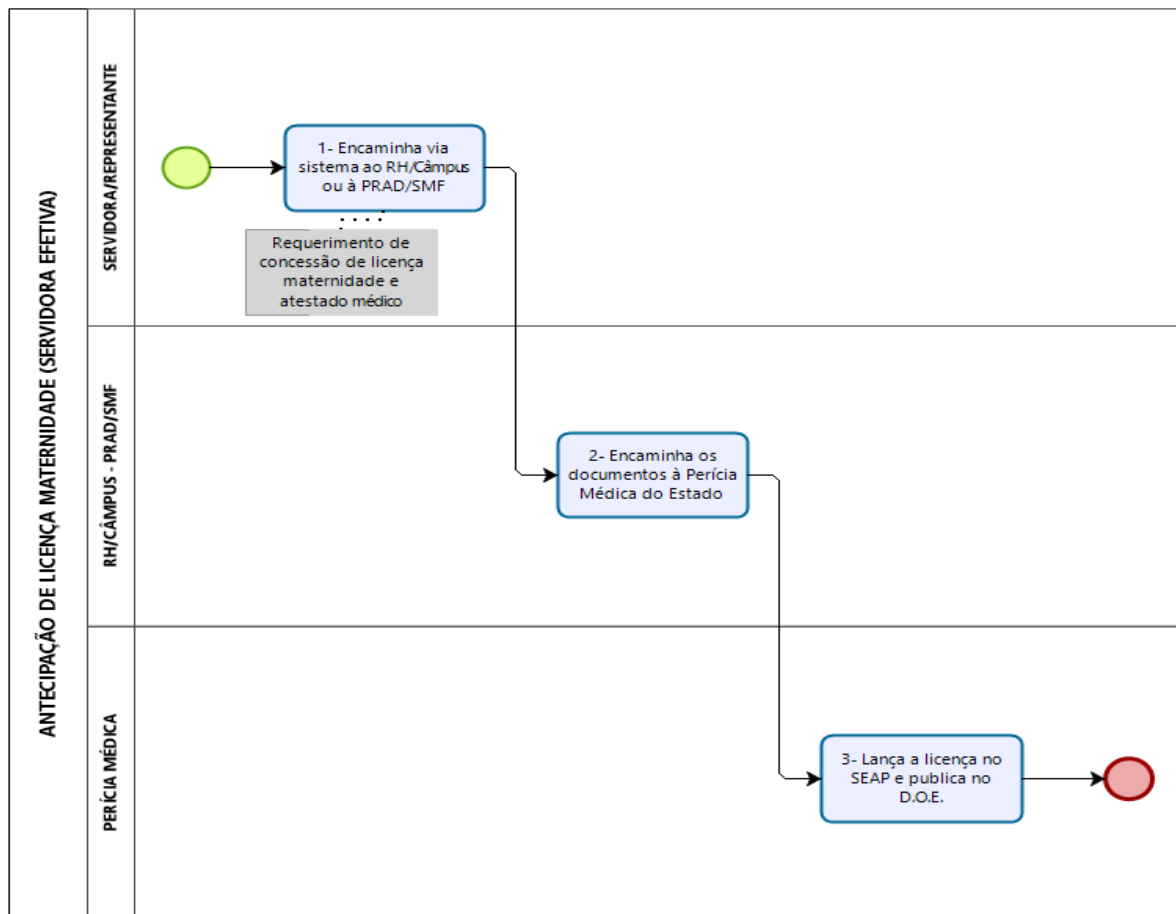 ANTECIPAÇÃO DE LICENÇA MATERNIDADE (SERVIDORA EFETIVA)
SERVIDORA/REPRESENTANTE
1- Encaminha via
sistema ao RH/Câmpus
ou à PRAD/SMF
Requerimento de
concessão de licença
maternidade e
atestado médico
RH/CÂMPUS - PRAD/SMF
2- Encaminha os
documentos à Perícia
Médica do Estado
PERÍCIA MÉDICA
3- Lança a licença no
SEAP e publica no
D.O.E.